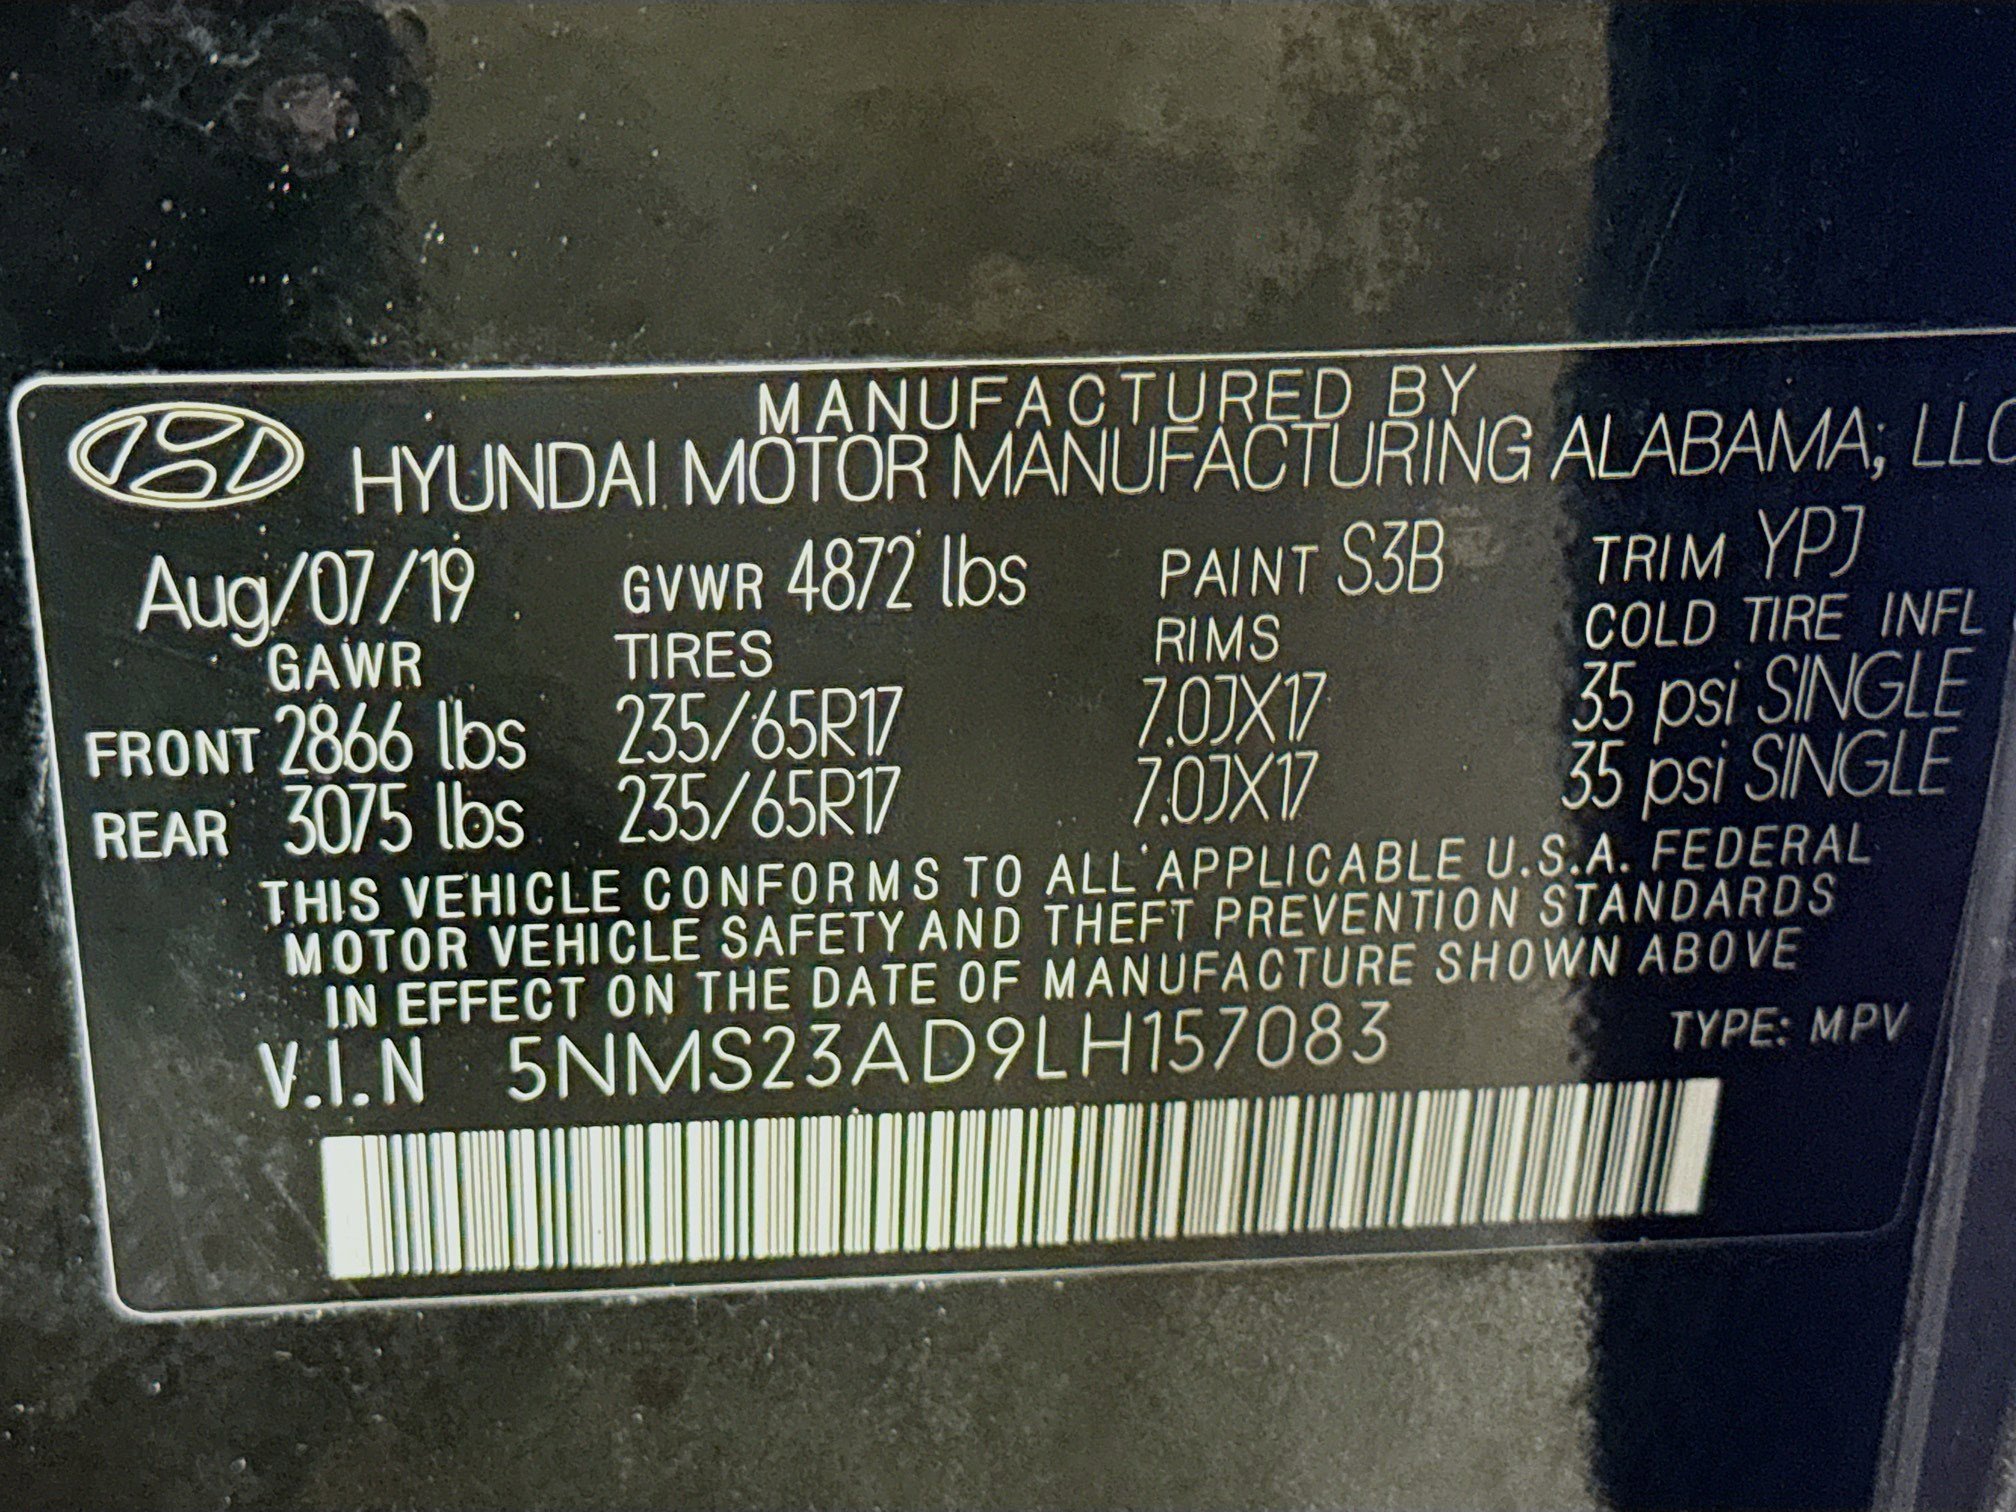 MANUFACTURED BY
HYUNDAI MOTOR MANUFACTURING ALABAMA, LLC
Aug/07/19 GVWR 4872 lbs PAINT S3B TRIM YPJ
GAWR TIRES RIMS COLD TIRE INFL
FRONT 2866 lbs 235/65R17 7.0JX17 35 psi SINGLE
REAR 3075 lbs 235/65R17 7.0JX17 35 psi SINGLE
THIS VEHICLE CONFORMS TO ALL APPLICABLE U.S.A. FEDERAL
MOTOR VEHICLE SAFETY AND THEFT PREVENTION STANDARDS
IN EFFECT ON THE DATE OF MANUFACTURE SHOWN ABOVE
V.I.N 5NMS23AD9LH157083 TYPE: MPV